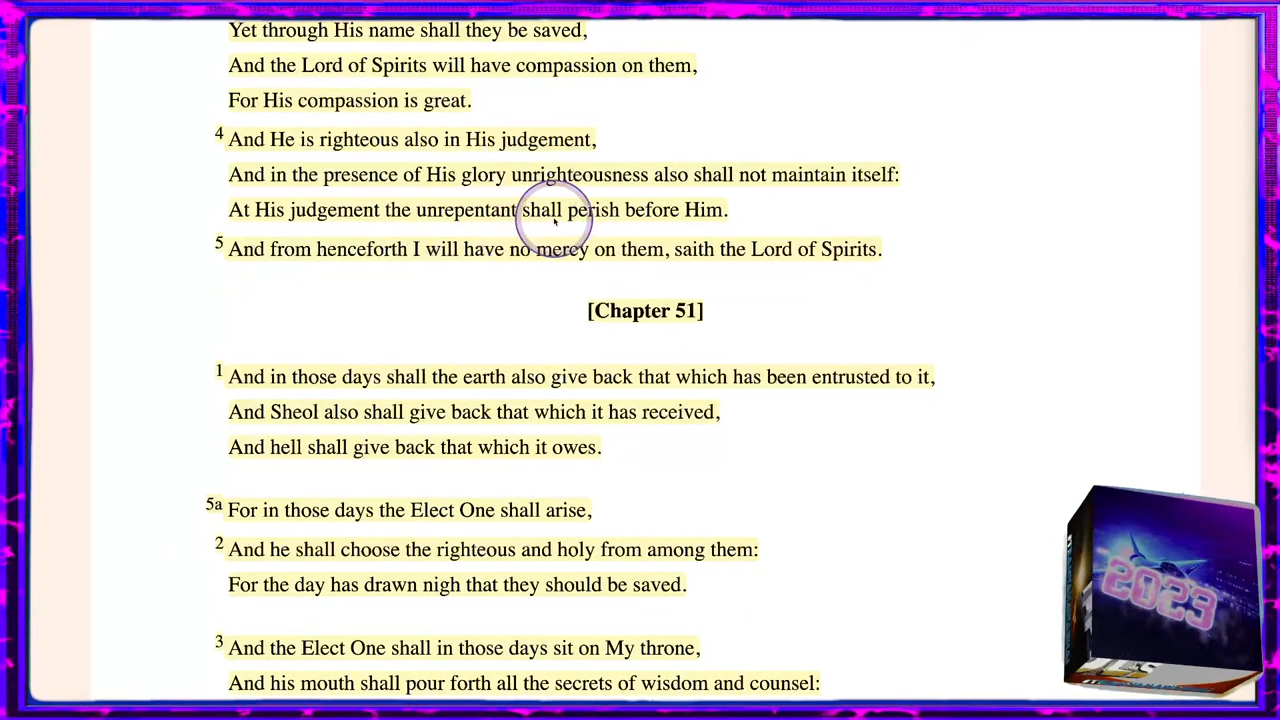 Yet through His name shall they be saved,
And the Lord of Spirits will have compassion on them,
For His compassion is great.
4 And He is righteous also in His judgement,
And in the presence of His glory unrighteousness also shall not maintain itself:
At His judgement the unrepentant shall perish before Him.
5 And from henceforth I will have no mercy on them, saith the Lord of Spirits.
[Chapter 51]
1 And in those days shall the earth also give back that which has been entrusted to it,
And Sheol also shall give back that which it has received,
And hell shall give back that which it owes.
5a For in those days the Elect One shall arise,
2 And he shall choose the righteous and holy from among them:
For the day has drawn nigh that they should be saved.
3 And the Elect One shall in those days sit on My throne,
And his mouth shall pour forth all the secrets of wisdom and counsel:
2023